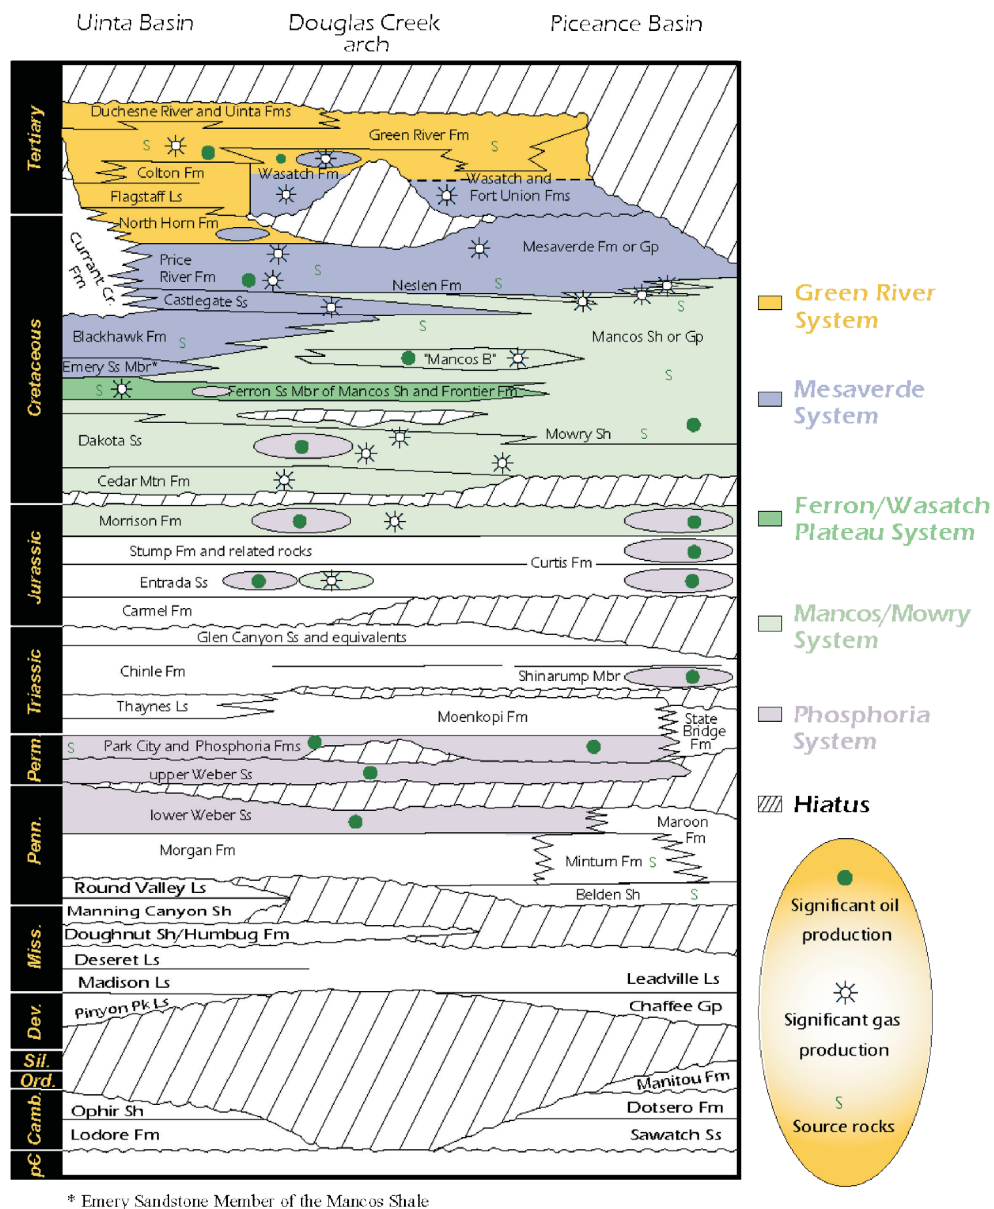 Uinta Basin
Douglas Creek
arch
Piceance Basin
Tertiary
Cretaceous
Jurassic
Triassic
Perm.
Penn.
Miss.
Dev.
Sil.
Ord.
Camb.
p€
Duchesne River and Uinta Fms
Green River Fm
S
S
Colton Fm
Wasatch Fm
Wasatch and
Fort Union Fms
Flagstaff Ls
North Horn Fm
Currant Cr.
Fm
Mesaverde Fm or Gp
Price
River Fm
S
Neslen Fm
S
Castlegate Ss
S
S
Blackhawk Fm
S
Mancos Sh or Gp
"Mancos B"
Emery Ss Mbr*
S
S
Ferron Ss Mbr of Mancos Sh and Frontier Fm
Dakota Ss
Mowry Sh
S
Cedar Mtn Fm
Morrison Fm
Stump Fm and related rocks
Curtis Fm
Entrada Ss
Carmel Fm
Glen Canyon Ss and equivalents
Chinle Fm
Shinarump Mbr
Thaynes Ls
Moenkopi Fm
State
Bridge
Fm
S
Park City and Phosphoria Fms
upper Weber Ss
lower Weber Ss
Maroon
Fm
Morgan Fm
Minturn Fm
S
Round Valley Ls
Belden Sh
S
Manning Canyon Sh
Doughnut Sh/Humbug Fm
Deseret Ls
Madison Ls
Leadville Ls
Pinyon Pk Ls
Chaffee Gp
Manitou Fm
Ophir Sh
Dotsero Fm
Lodore Fm
Sawatch Ss
Green River
System
Mesaverde
System
Ferron/Wasatch
Plateau System
Mancos/Mowry
System
Phosphoria
System
Hiatus
Significant oil
production
Significant gas
production
S
Source rocks
* Emery Sandstone Member of the Mancos Shale